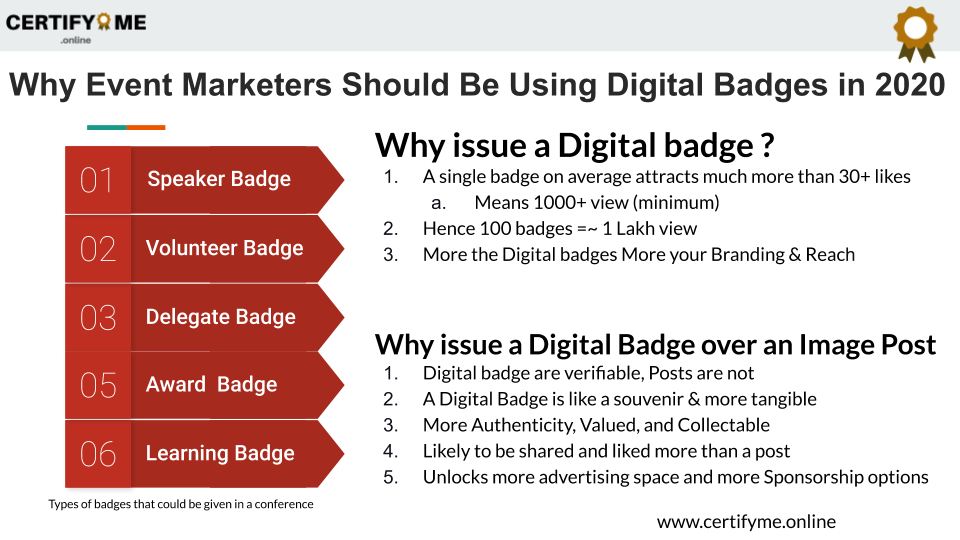 CERTIFY ME
.online
Why Event Marketers Should Be Using Digital Badges in 2020
01 Speaker Badge
02 Volunteer Badge
03 Delegate Badge
05 Award Badge
06 Learning Badge
Types of badges that could be given in a conference
Why issue a Digital badge ?
1. A single badge on average attracts much more than 30+ likes
a. Means 1000+ view (minimum)
2. Hence 100 badges =~ 1 Lakh view
3. More the Digital badges More your Branding & Reach
Why issue a Digital Badge over an Image Post
1. Digital badge are verifiable, Posts are not
2. A Digital Badge is like a souvenir & more tangible
3. More Authenticity, Valued, and Collectable
4. Likely to be shared and liked more than a post
5. Unlocks more advertising space and more Sponsorship options
www.certifyme.online